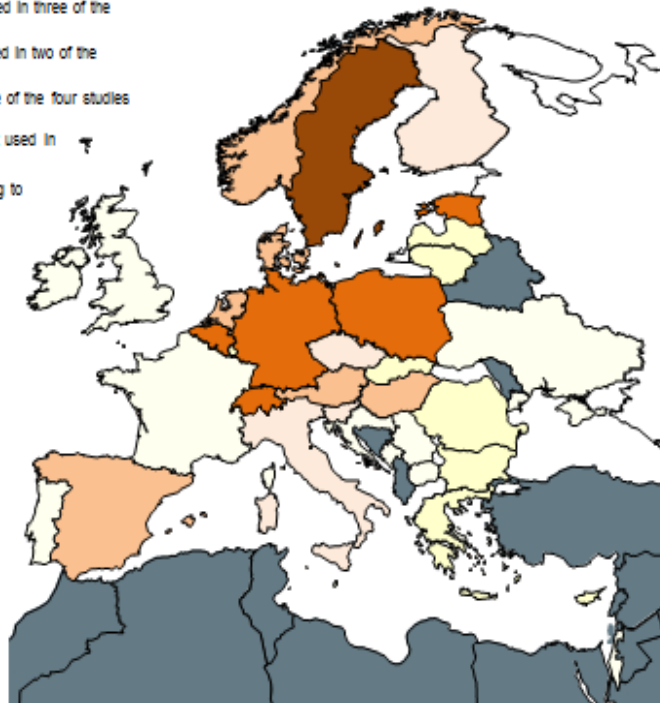 ed in three of the
ed in two of the
e of the four studies
used in
g to